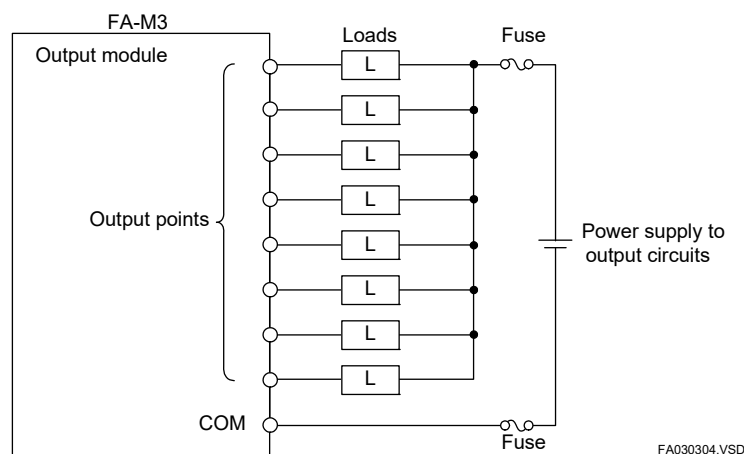 FA-M3
Output module
Loads
Fuse
L
L
L
L
L
L
L
L
Output points
Power supply to
output circuits
COM
Fuse
FA030304.VSD